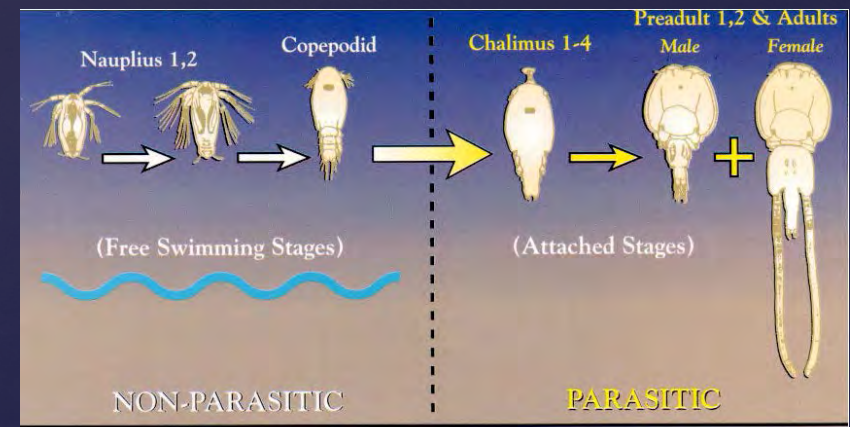 Nauplius 1,2
Copepodid
Chalimus 1-4
Preadult 1,2 & Adults
Male Female
(Free Swimming Stages)
(Attached Stages)
NON-PARASITIC
PARASITIC